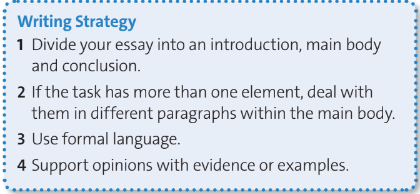 Writing Strategy
1 Divide your essay into an introduction, main body
and conclusion.
2 If the task has more than one element, deal with
them in different paragraphs within the main body.
3 Use formal language.
4 Support opinions with evidence or examples.